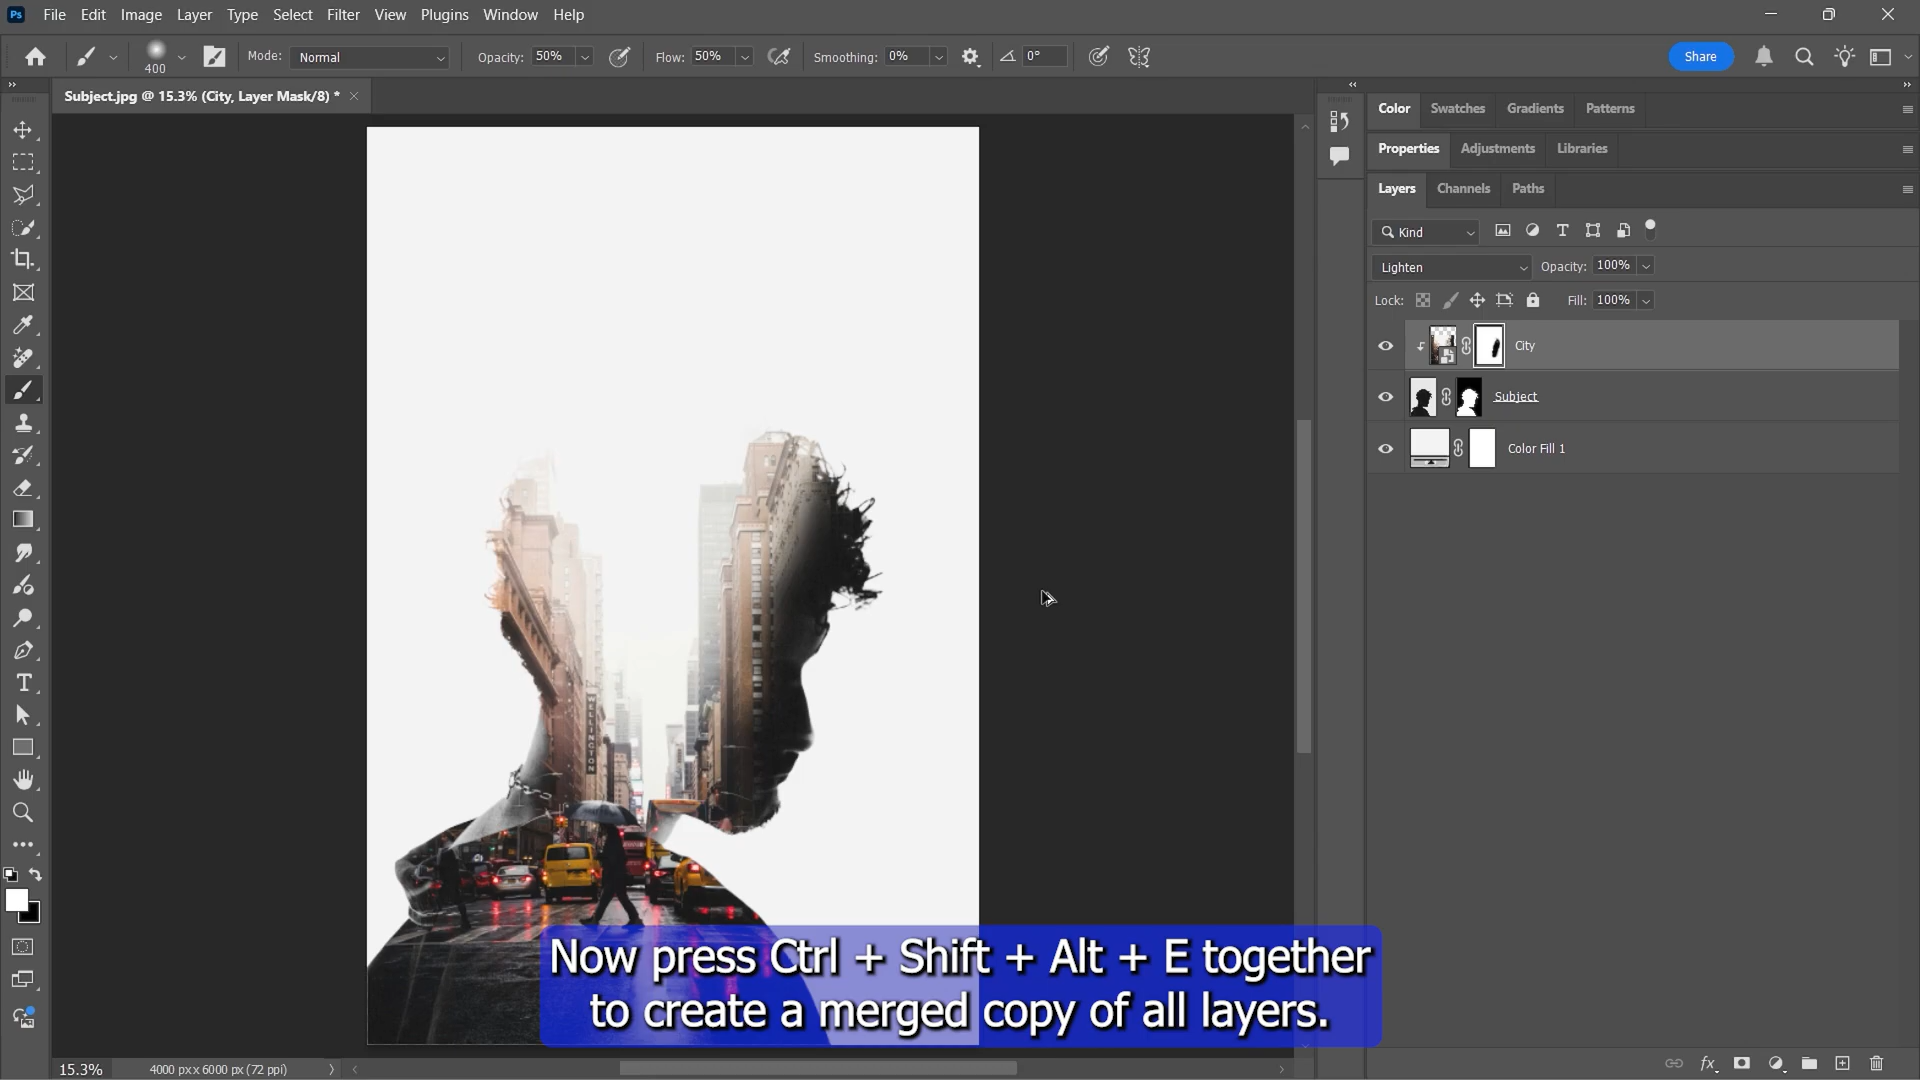 Ps File Edit Image Layer Type Select Filter View Plugins Window Help
400 Mode: Normal Opacity: 50% Flow: 50% Smoothing: 0% 0° Share
Subject.jpg @ 15.3% (City, Layer Mask/8) *
Color Swatches Gradients Patterns
Properties Adjustments Libraries
Layers Channels Paths
Kind
Lighten Opacity: 100%
Lock: Fill: 100%
City
Subject
Color Fill 1
WELLINGTON
Now press Ctrl + Shift + Alt + E together
to create a merged copy of all layers.
15.3% 4000 px x 6000 px (72 ppi)